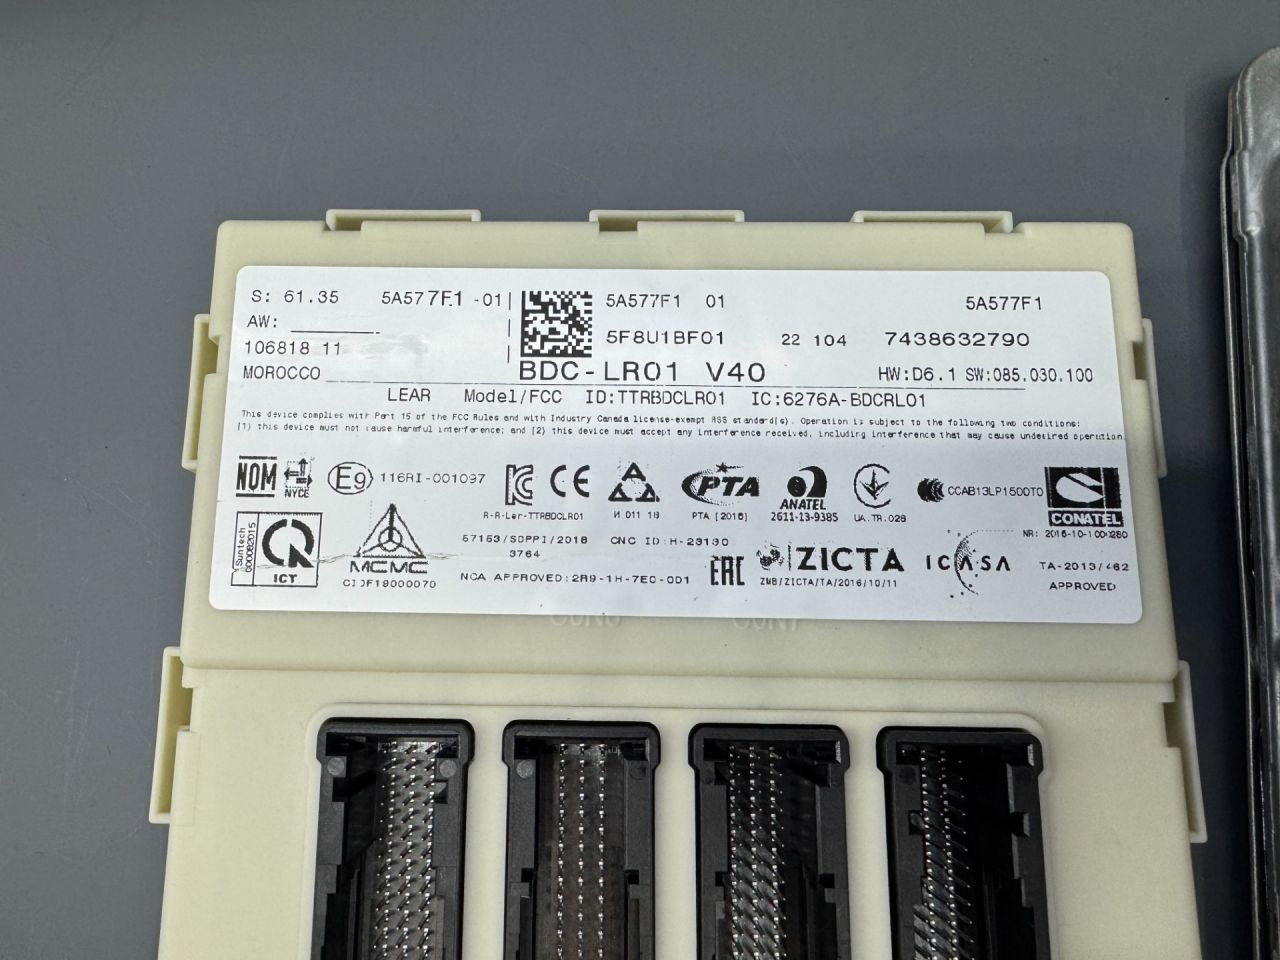 S: 61.35 5A577F1 -01 5A577F1 01 5A577F1
AW:
5F8U1BF01 22 104 7438632790
106818 11
MOROCCO BDC-LR01 V40 HW:D6.1 SW:085.030.100
LEAR Model/FCC ID:TTRBDCLR01 IC:6276A-BDCRL01
This device complies with Part 15 of the FCC Rules and with Industry Canada license-exempt RSS standard(s). Operation is subject to the following two conditions:
(1) this device must not cause harmful interference; and (2) this device must accept any interference received, including interference that may cause undesired operation.
NOM NYCE E9 116RI-001097 CE PTA ANATEL CCAB13LP1500T0 CONATEL
R-R-Ler-TTRBDCLR01 И 011 18 PTA (2016) 2611-13-9385 UA.TR.028
Suntech
000082015
ICT
MCMC
CIDF19000070
57153/SDPPI/2018
3764
CNC ID:H-23130
NR: 2016-10-1000280
NCA APPROVED:2R9-1H-7E0-0D1
EAC
ZICTA
ZMB/ZICTA/TA/2016/10/11
ICASA
TA-2013/462
APPROVED